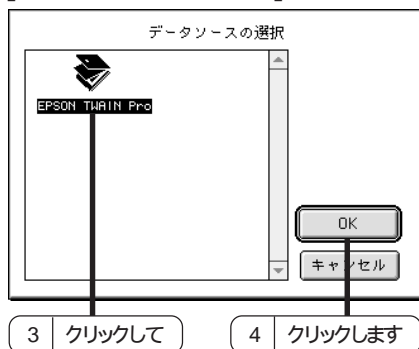 データソースの選択
EPSON TWAIN Pro
OK
キャンセル
3 クリックして
4 クリックします